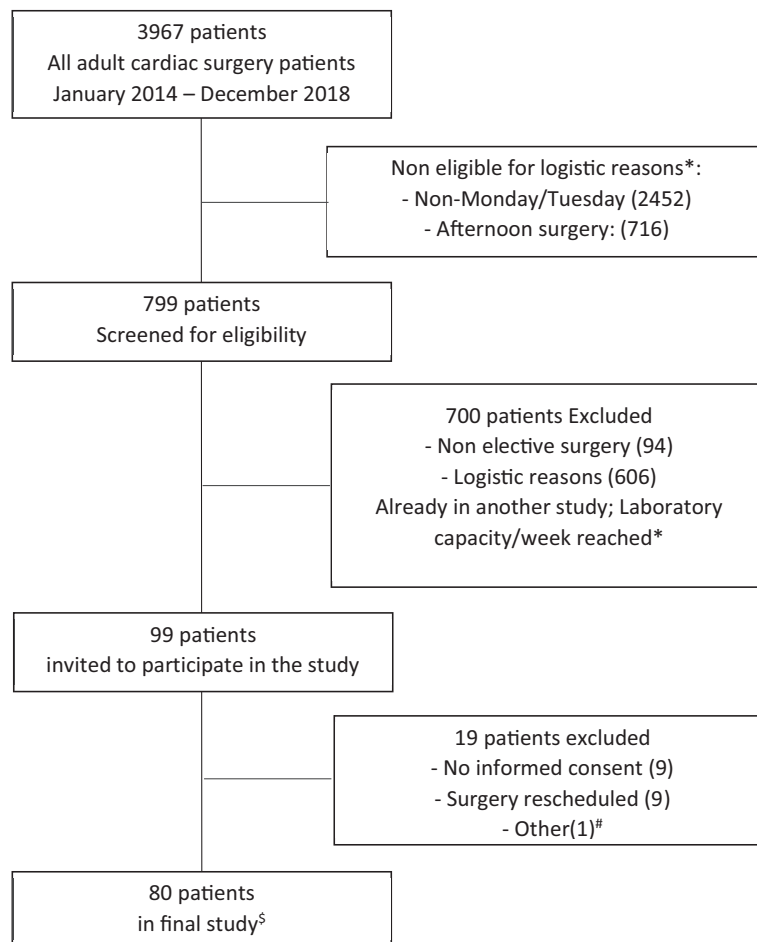 3967 patients
All adult cardiac surgery patients
January 2014 – December 2018
Non eligible for logistic reasons*:
- Non-Monday/Tuesday (2452)
- Afternoon surgery: (716)
799 patients
Screened for eligibility
700 patients Excluded
- Non elective surgery (94)
- Logistic reasons (606)
Already in another study; Laboratory
capacity/week reached*
99 patients
invited to participate in the study
19 patients excluded
- No informed consent (9)
- Surgery rescheduled (9)
- Other(1)#
80 patients
in final study$